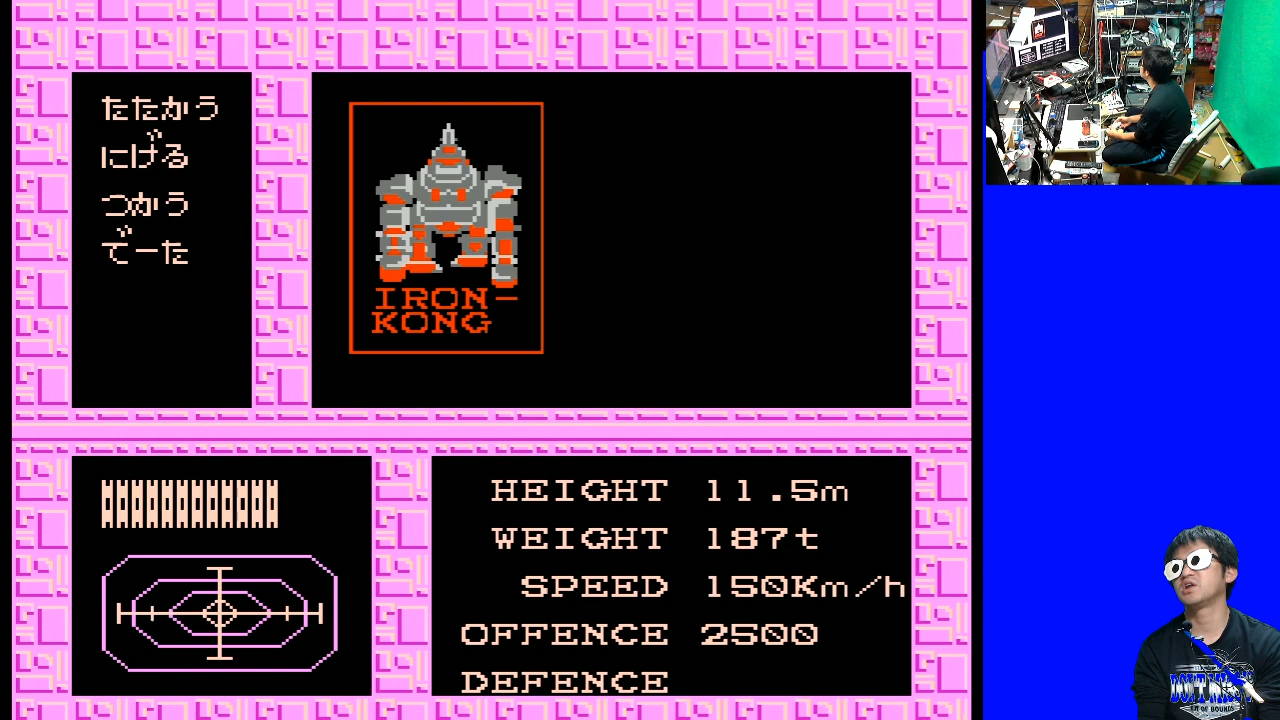 たたかう
にげる
つかう
でーた
IRON-
KONG
HEIGHT 11.5m
WEIGHT 187t
SPEED 150Km/h
OFFENCE 2500
DEFENCE